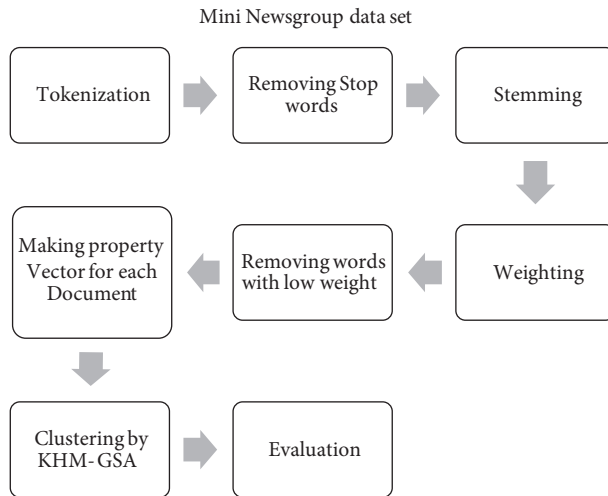 Mini Newsgroup data set
Tokenization
Removing Stop
words
Stemming
Weighting
Removing words
with low weight
Making property
Vector for each
Document
Clustering by
KHM-GSA
Evaluation